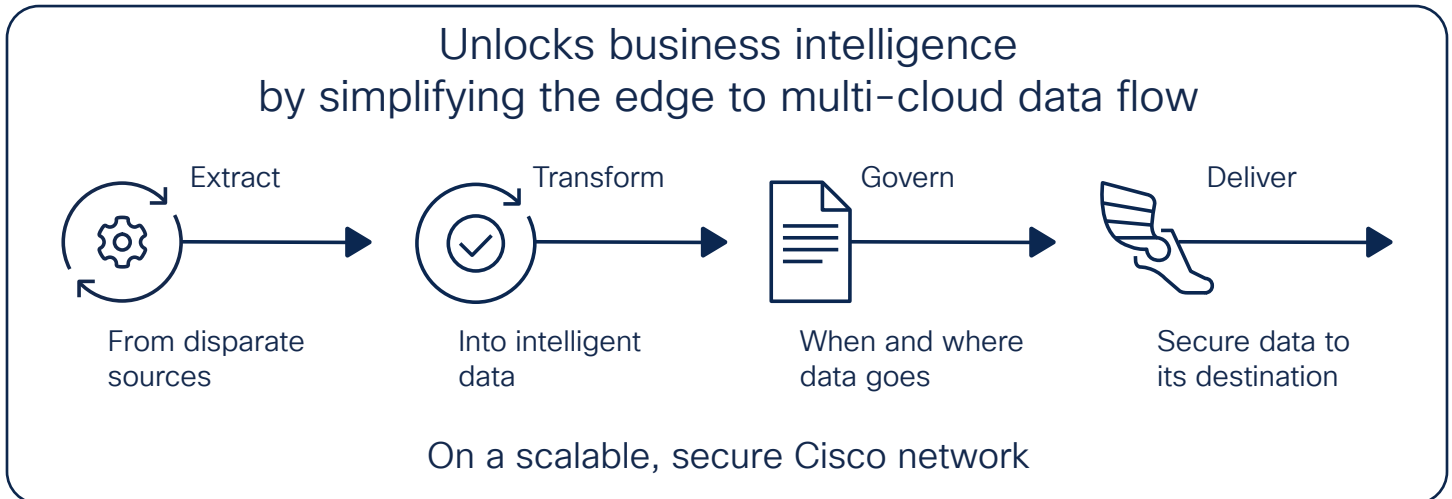 Unlocks business intelligence
by simplifying the edge to multi-cloud data flow
Extract
Transform
Govern
Deliver
From disparate
sources
Into intelligent
data
When and where
data goes
Secure data to
its destination
On a scalable, secure Cisco network